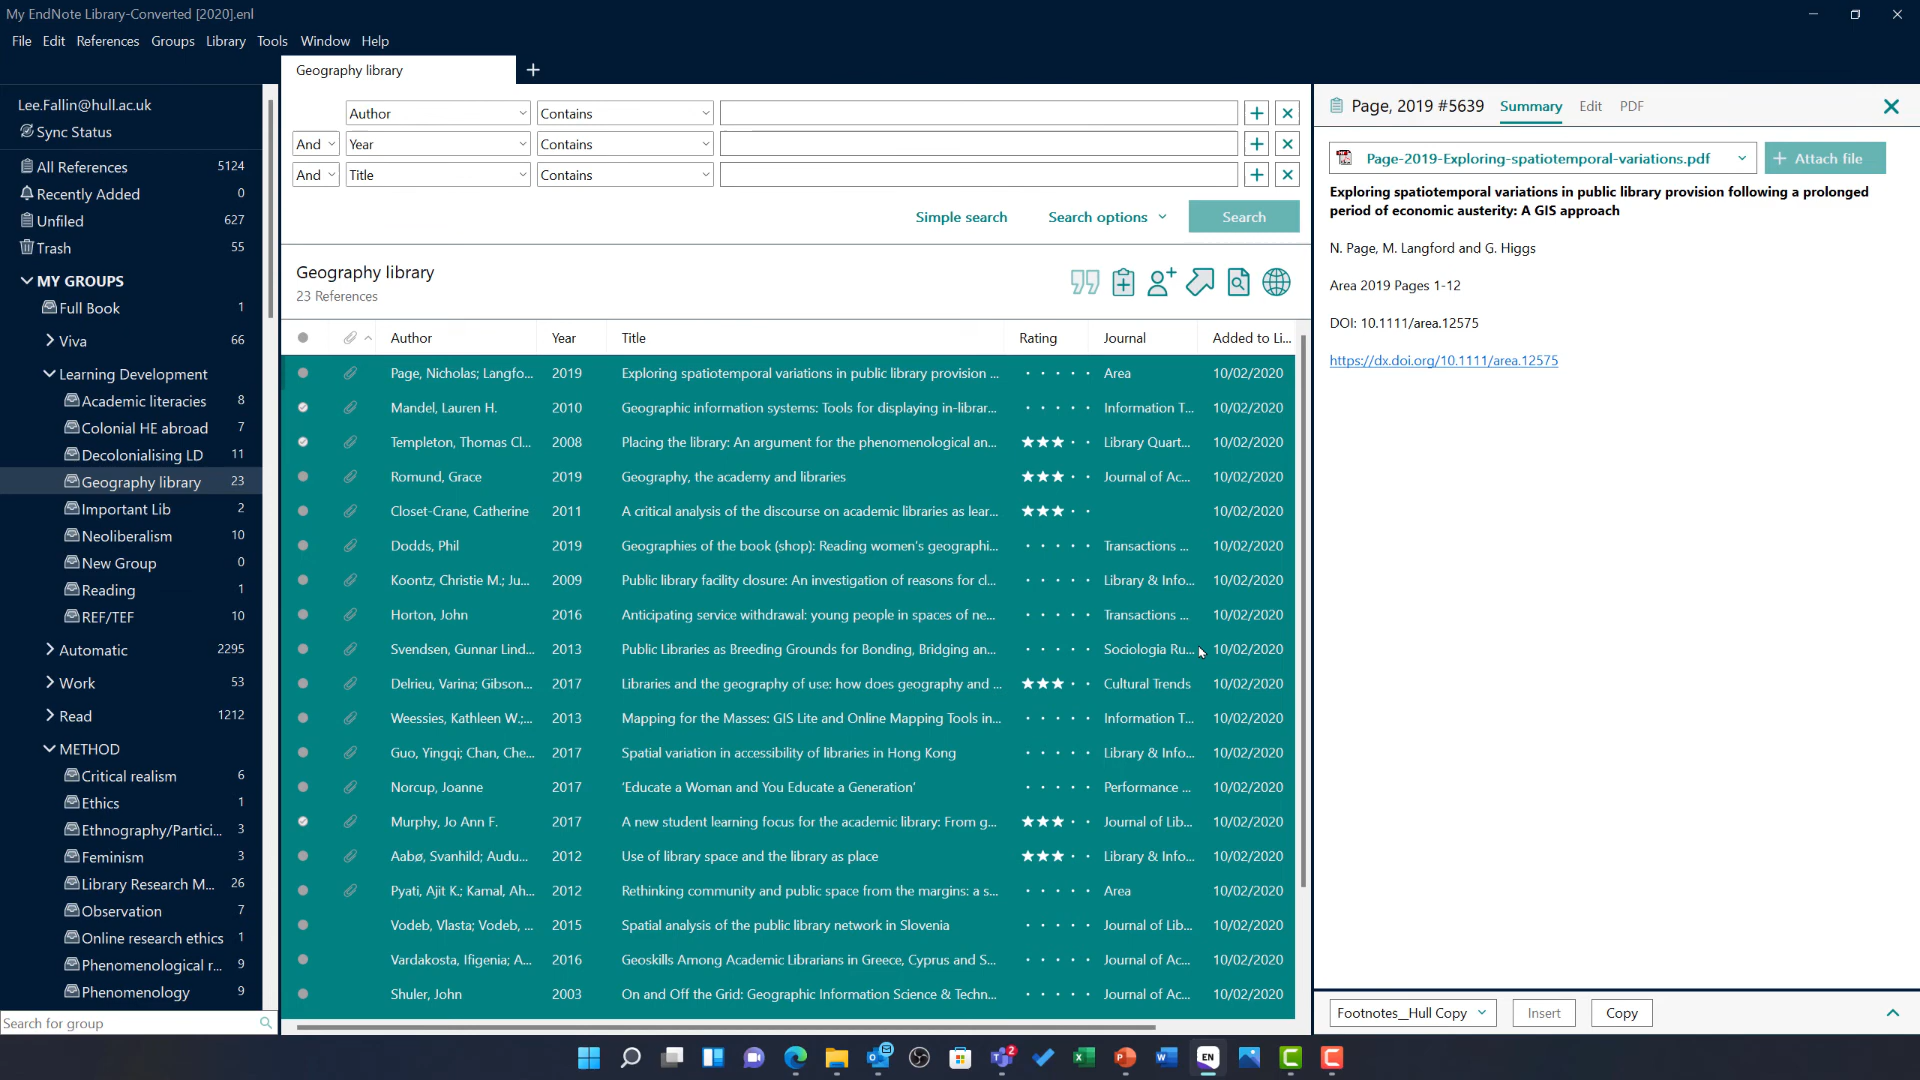 My EndNote Library-Converted [2020].enl
File Edit References Groups Library Tools Window Help
Geography library
Lee.Fallin@hull.ac.uk
Sync Status
All References 5124
Recently Added 0
Unfiled 627
Trash 55
MY GROUPS
Full Book 1
Viva 66
Learning Development
Academic literacies 8
Colonial HE abroad 7
Decolonialising LD 11
Geography library 23
Important Lib 2
Neoliberalism 10
New Group 0
Reading 1
REF/TEF 10
Automatic 2295
Work 53
Read 1212
METHOD
Critical realism 6
Ethics 1
Ethnography/Partici... 3
Feminism 3
Library Research M... 26
Observation 7
Online research ethics 1
Phenomenological r... 9
Phenomenology 9
Search for group
Author Contains
And Year Contains
And Title Contains
Simple search Search options Search
Geography library
23 References
Author Year Title Rating Journal Added to Li...
Page, Nicholas; Langfo... 2019 Exploring spatiotemporal variations in public library provision ... Area 10/02/2020
Mandel, Lauren H. 2010 Geographic information systems: Tools for displaying in-librar... Information T... 10/02/2020
Templeton, Thomas Cl... 2008 Placing the library: An argument for the phenomenological an... Library Quart... 10/02/2020
Romund, Grace 2019 Geography, the academy and libraries Journal of Ac... 10/02/2020
Closet-Crane, Catherine 2011 A critical analysis of the discourse on academic libraries as lear... 10/02/2020
Dodds, Phil 2019 Geographies of the book (shop): Reading women's geographi... Transactions ... 10/02/2020
Koontz, Christie M.; Ju... 2009 Public library facility closure: An investigation of reasons for cl... Library & Info... 10/02/2020
Horton, John 2016 Anticipating service withdrawal: young people in spaces of ne... Transactions ... 10/02/2020
Svendsen, Gunnar Lind... 2013 Public Libraries as Breeding Grounds for Bonding, Bridging an... Sociologia Ru... 10/02/2020
Delrieu, Varina; Gibson... 2017 Libraries and the geography of use: how does geography and ... Cultural Trends 10/02/2020
Weessies, Kathleen W.;... 2013 Mapping for the Masses: GIS Lite and Online Mapping Tools in... Information T... 10/02/2020
Guo, Yingqi; Chan, Che... 2017 Spatial variation in accessibility of libraries in Hong Kong Library & Info... 10/02/2020
Norcup, Joanne 2017 ‘Educate a Woman and You Educate a Generation’ Performance ... 10/02/2020
Murphy, Jo Ann F. 2017 A new student learning focus for the academic library: From g... Journal of Lib... 10/02/2020
Aabø, Svanhild; Audu... 2012 Use of library space and the library as place Library & Info... 10/02/2020
Pyati, Ajit K.; Kamal, Ah... 2012 Rethinking community and public space from the margins: a s... Area 10/02/2020
Vodeb, Vlasta; Vodeb, ... 2015 Spatial analysis of the public library network in Slovenia Journal of Lib... 10/02/2020
Vardakosta, Ifigenia; A... 2016 Geoskills Among Academic Librarians in Greece, Cyprus and S... Journal of Ac... 10/02/2020
Shuler, John 2003 On and Off the Grid: Geographic Information Science & Techn... Journal of Ac... 10/02/2020
Page, 2019 #5639 Summary Edit PDF
Page-2019-Exploring-spatiotemporal-variations.pdf Attach file
Exploring spatiotemporal variations in public library provision following a prolonged
period of economic austerity: A GIS approach
N. Page, M. Langford and G. Higgs
Area 2019 Pages 1-12
DOI: 10.1111/area.12575
https://dx.doi.org/10.1111/area.12575
Footnotes_Hull Copy Insert Copy
2 EN